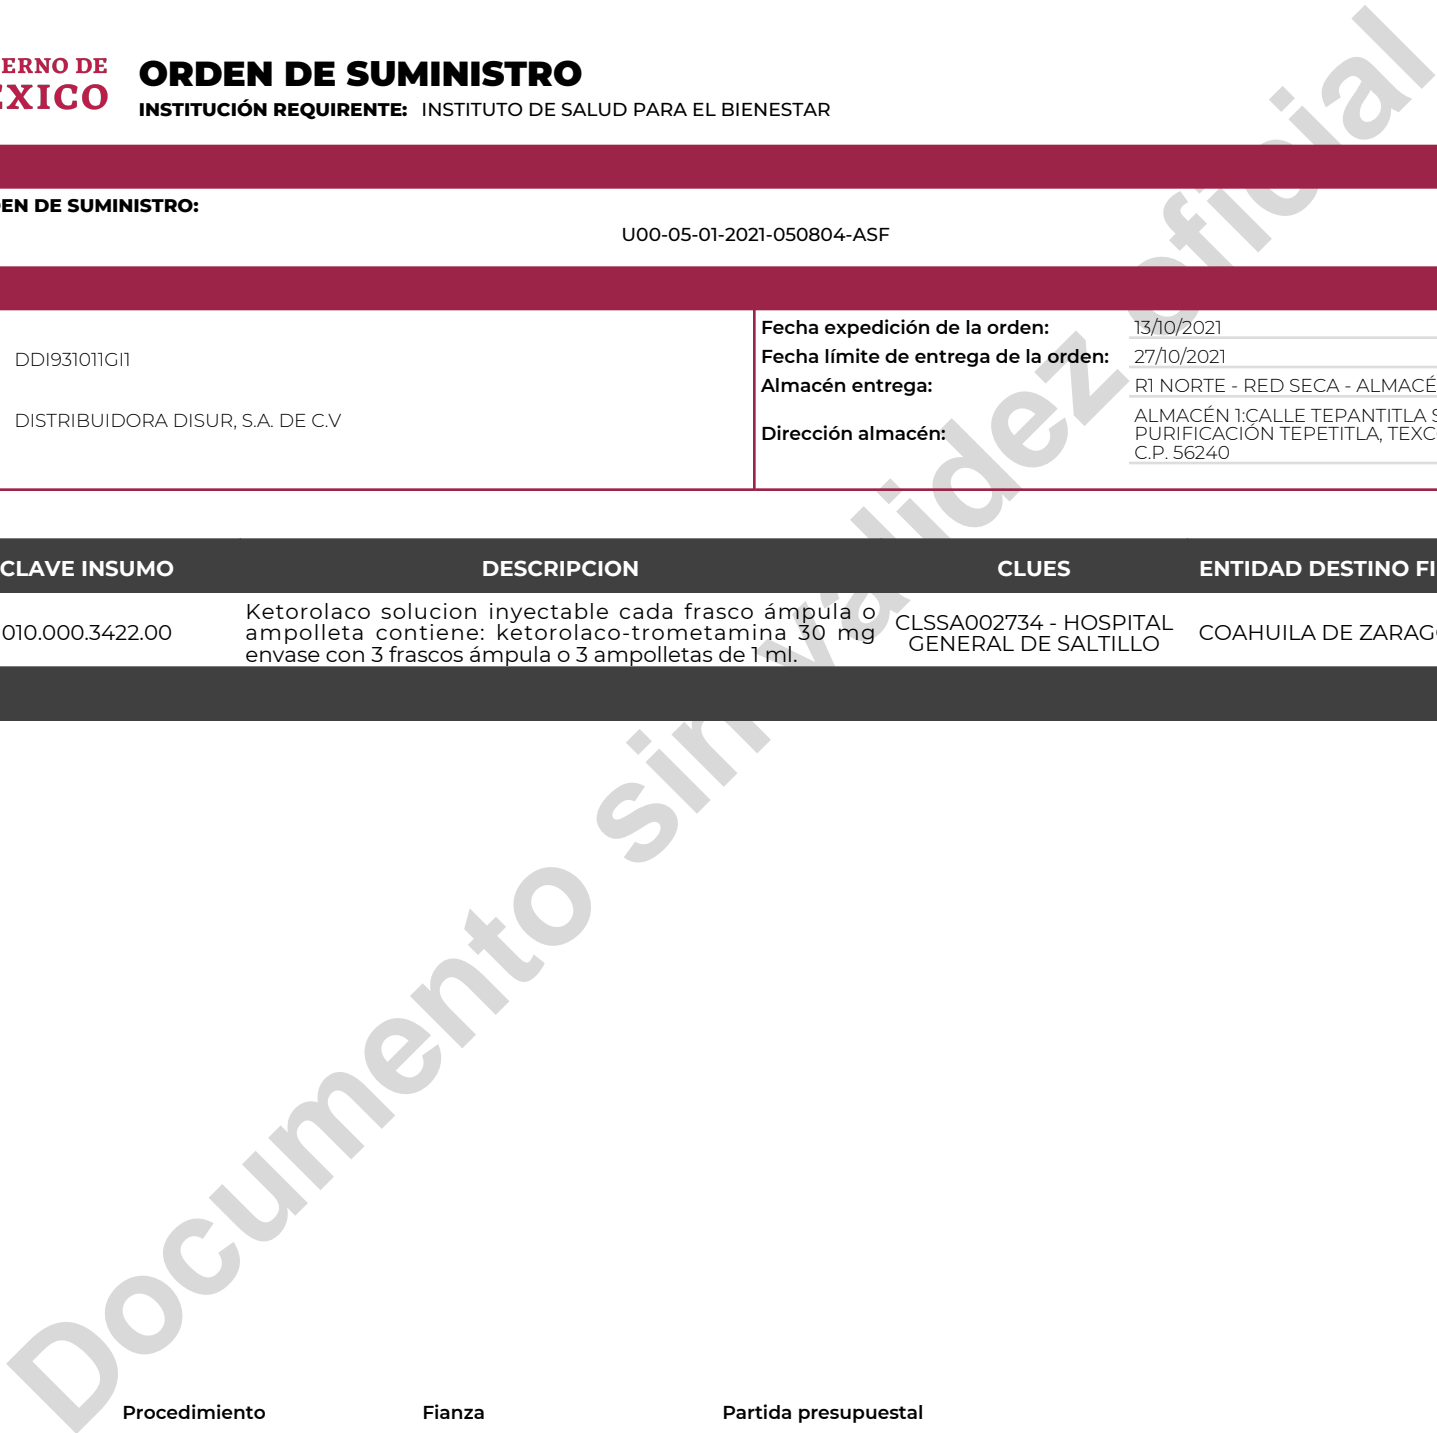 ERNO DE
EXICO
ORDEN DE SUMINISTRO
INSTITUCIÓN REQUIRENTE: INSTITUTO DE SALUD PARA EL BIENESTAR
EN DE SUMINISTRO:
U00-05-01-2021-050804-ASF
DDI931011GI1
DISTRIBUIDORA DISUR, S.A. DE C.V
Fecha expedición de la orden: 13/10/2021
Fecha límite de entrega de la orden: 27/10/2021
Almacén entrega: R1 NORTE - RED SECA - ALMACÉ
Dirección almacén:
ALMACÉN 1:CALLE TEPANTITLA S
PURIFICACIÓN TEPETITLA, TEXC
C.P. 56240
CLAVE INSUMO DESCRIPCION CLUES ENTIDAD DESTINO FI
010.000.3422.00
Ketorolaco solucion inyectable cada frasco ámpula o
ampolleta contiene: ketorolaco-trometamina 30 mg
envase con 3 frascos ámpula o 3 ampolletas de 1 ml.
CLSSA002734 - HOSPITAL
GENERAL DE SALTILLO
COAHUILA DE ZARAG
Documento sin validez oficial
Procedimiento Fianza Partida presupuestal